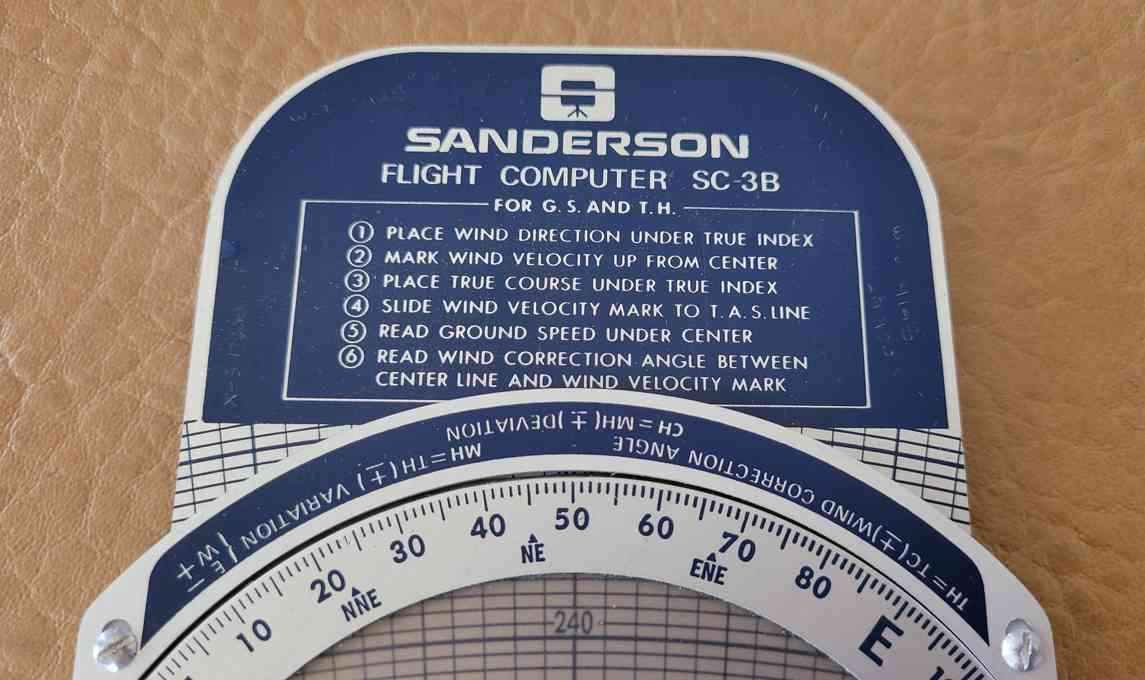 S
SANDERSON
FLIGHT COMPUTER SC-3B
FOR G.S. AND T.H.
1 PLACE WIND DIRECTION UNDER TRUE INDEX
2 MARK WIND VELOCITY UP FROM CENTER
3 PLACE TRUE COURSE UNDER TRUE INDEX
4 SLIDE WIND VELOCITY MARK TO T.A.S. LINE
5 READ GROUND SPEED UNDER CENTER
6 READ WIND CORRECTION ANGLE BETWEEN
CENTER LINE AND WIND VELOCITY MARK
TH=TC(±)WIND CORRECTION ANGLE
MH=TH(±) VARIATION { E- W+
CH=MH(±)DEVIATION
10 20 NNE 30 40 NE 50 60 ENE 70 80 E
240